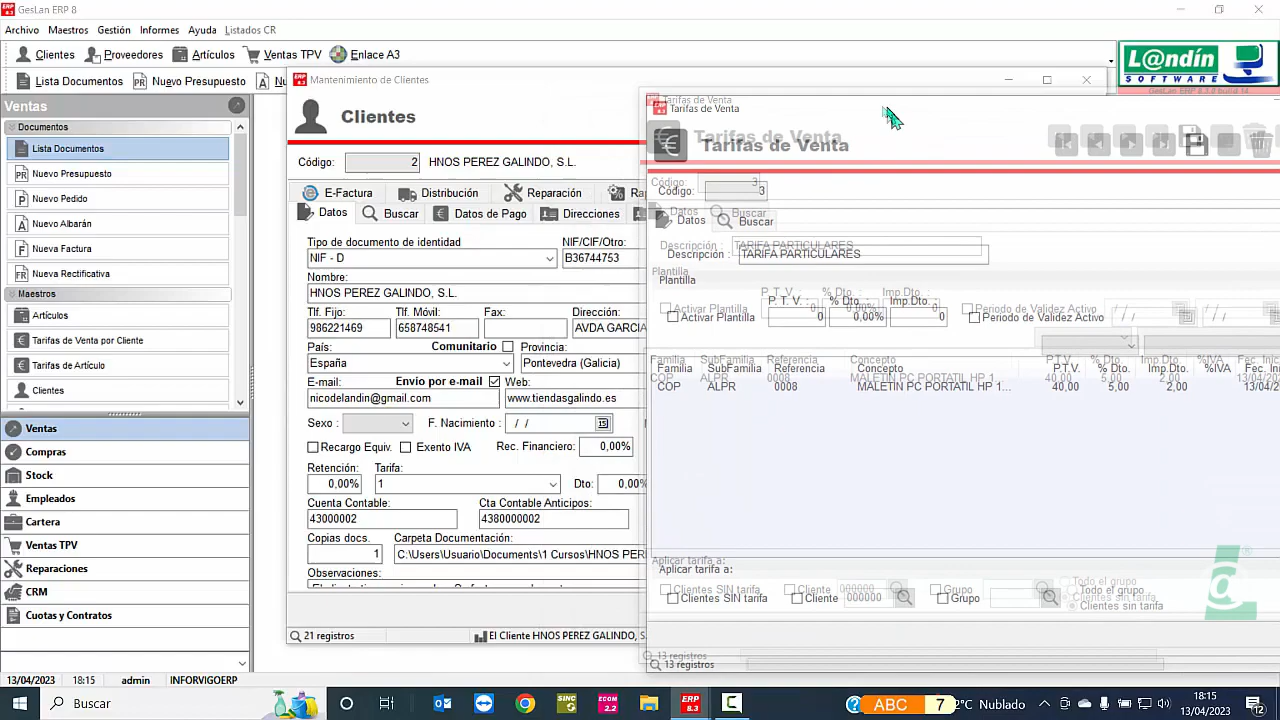 GesLan ERP 8
Archivo Maestros Gestión Informes Ayuda Listados CR
Clientes Proveedores Artículos Ventas TPV Enlace A3
L@ndín
SOFTWARE
Lista Documentos Nuevo Presupuesto
Ventas
Documentos
Lista Documentos
Nuevo Presupuesto
Nuevo Pedido
Nuevo Albarán
Nueva Factura
Nueva Rectificativa
Maestros
Artículos
Tarifas de Venta por Cliente
Tarifas de Artículo
Clientes
Ventas
Compras
Stock
Empleados
Cartera
Ventas TPV
Reparaciones
CRM
Cuotas y Contratos
13/04/2023 18:15 admin INFORVIGOERP
Mantenimiento de Clientes
Clientes
Código: 2 HNOS PEREZ GALINDO, S.L.
E-Factura Distribución Reparación
Datos Buscar Datos de Pago Direcciones
Tipo de documento de identidad NIF/CIF/Otro:
NIF - D B36744753
Nombre:
HNOS PEREZ GALINDO, S.L.
Tlf. Fijo: Tlf. Móvil: Fax: Dirección:
986221469 658748541 AVDA GARCIA
País: Comunitario Provincia:
España Pontevedra (Galicia)
E-mail: Envío por e-mail Web:
nicodelandin@gmail.com www.tiendasgalindo.es
Sexo: F. Nacimiento : / / 15
Recargo Equiv. Exento IVA Rec. Financiero: 0,00%
Retención: Tarifa:
0,00% 1 Dto: 0,00%
Cuenta Contable: Cta Contable Anticipos:
43000002 4380000002
Copias docs. Carpeta Documentación:
1 C:\Users\Usuario\Documents\1 Cursos\HNOS PER
Observaciones:
21 registros El Cliente HNOS PEREZ GALINDO, S.
Tarifas de Venta
Tarifas de Venta
Código: 3
Datos Buscar
Descripción : TARIFA PARTICULARES
Plantilla
P. T. V. : % Dto. Imp Dto.:
Activar Plantilla 0 0,00% 0 Periodo de Validez Activo / /
Familia SubFamilia Referencia Concepto P.T.V. % Dto. Imp Dto. %IVA Fec. Ini
COP ALPR 0008 MALETIN PC PORTATIL HP 1... 40,00 5,00 2,00 13/04/2
Aplicar tarifa a:
Clientes SIN tarifa Cliente 000000 Grupo Todo el grupo
Clientes sin tarifa
13 registros
Buscar
SINC
ECOM 2.2
ERP 8.3
ABC 7
°C Nublado
18:15
13/04/2023